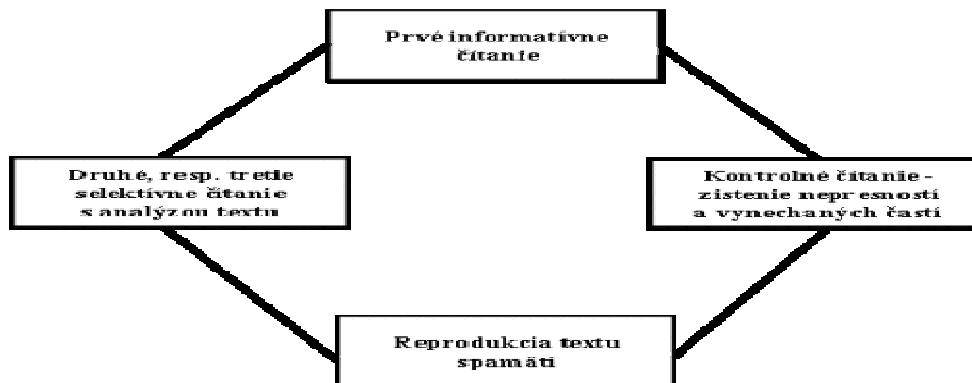 Prvé informatívne
čítanie
Druhé, resp. tretie
selektívne čítanie
s analýzou textu
Kontrolné čítanie -
zistenie nepresností
a vynechaných častí
Reprodukcia textu
spamäti